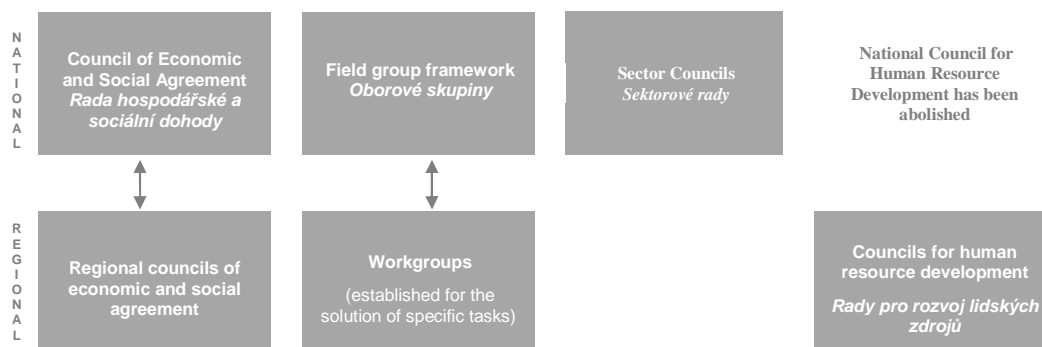 NATIONAL
Council of Economic
and Social Agreement
Rada hospodářské a
sociální dohody
Field group framework
Oborové skupiny
Sector Councils
Sektorové rady
National Council for
Human Resource
Development has been
abolished
REGIONAL
Regional councils of
economic and social
agreement
Workgroups
(established for the
solution of specific tasks)
Councils for human
resource development
Rady pro rozvoj lidských
zdrojů